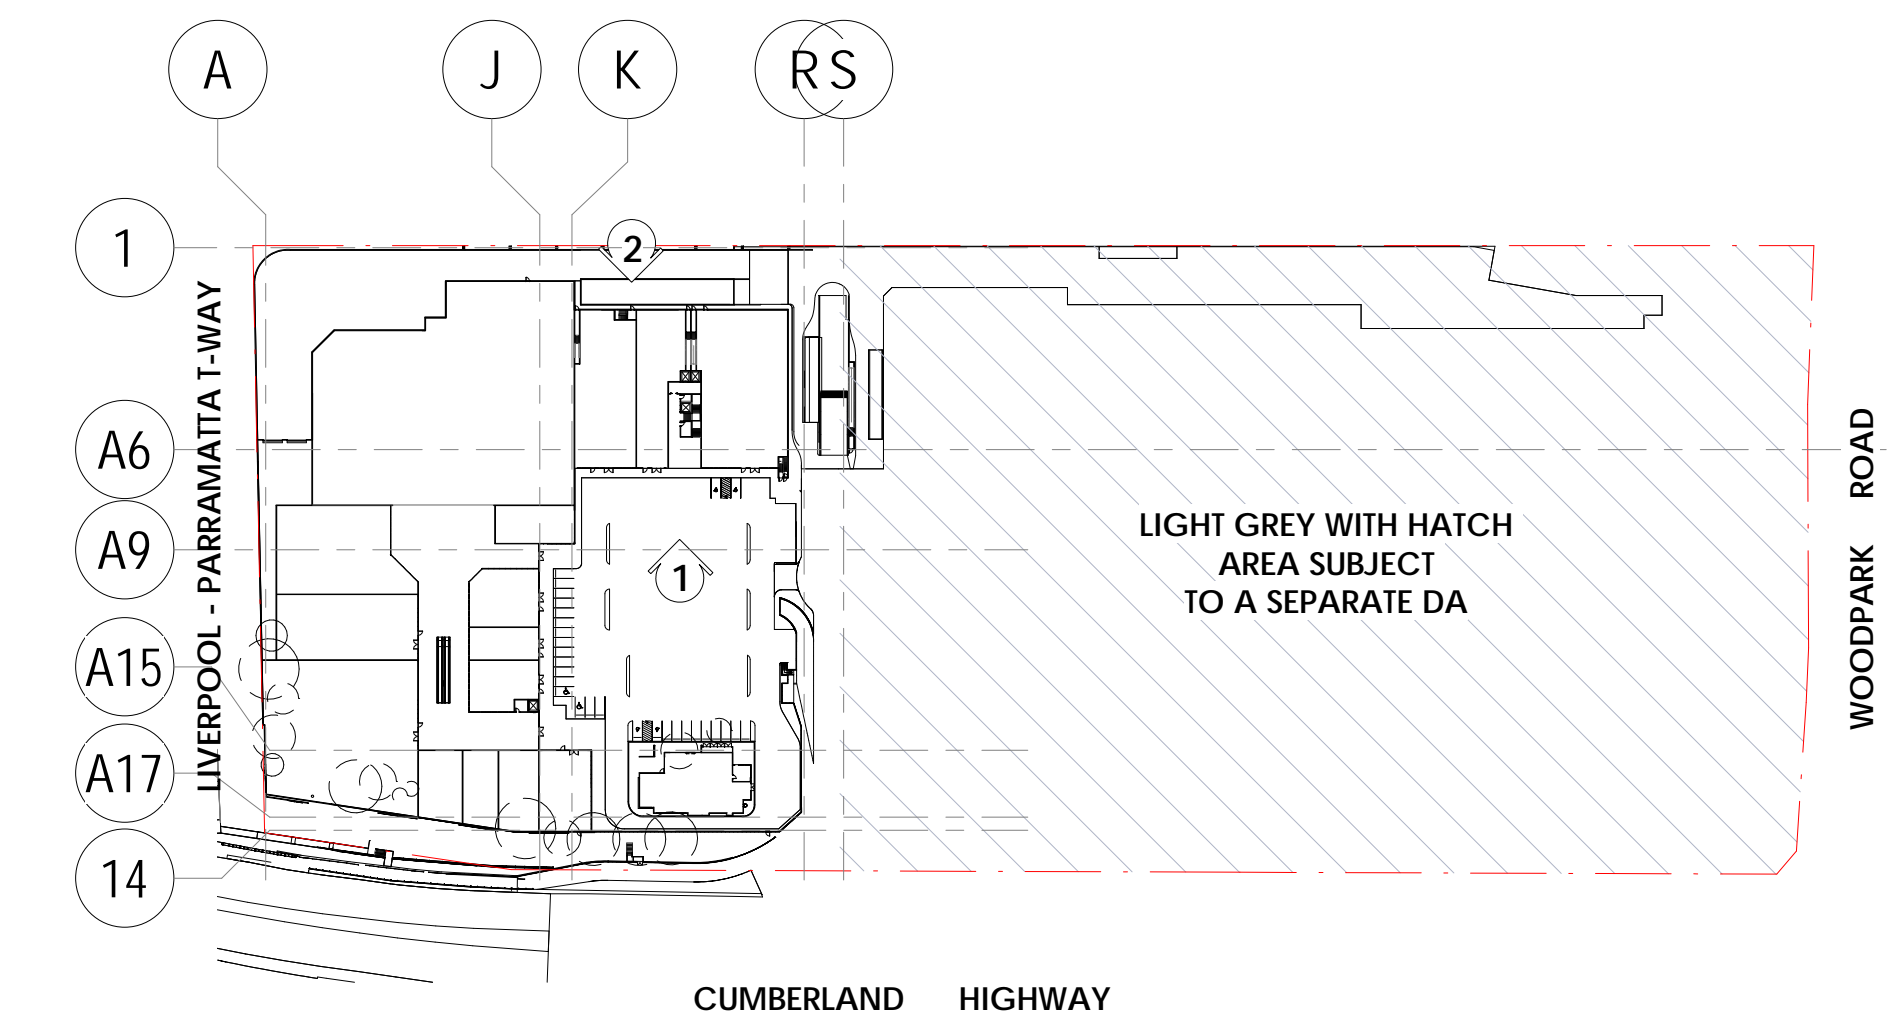 A
J
K
R
S
1
2
A6
A9
A15
A17
14
1
LIVERPOOL - PARRAMATTA T-WAY
LIGHT GREY WITH HATCH
AREA SUBJECT
TO A SEPARATE DA
WOODPARK ROAD
CUMBERLAND HIGHWAY